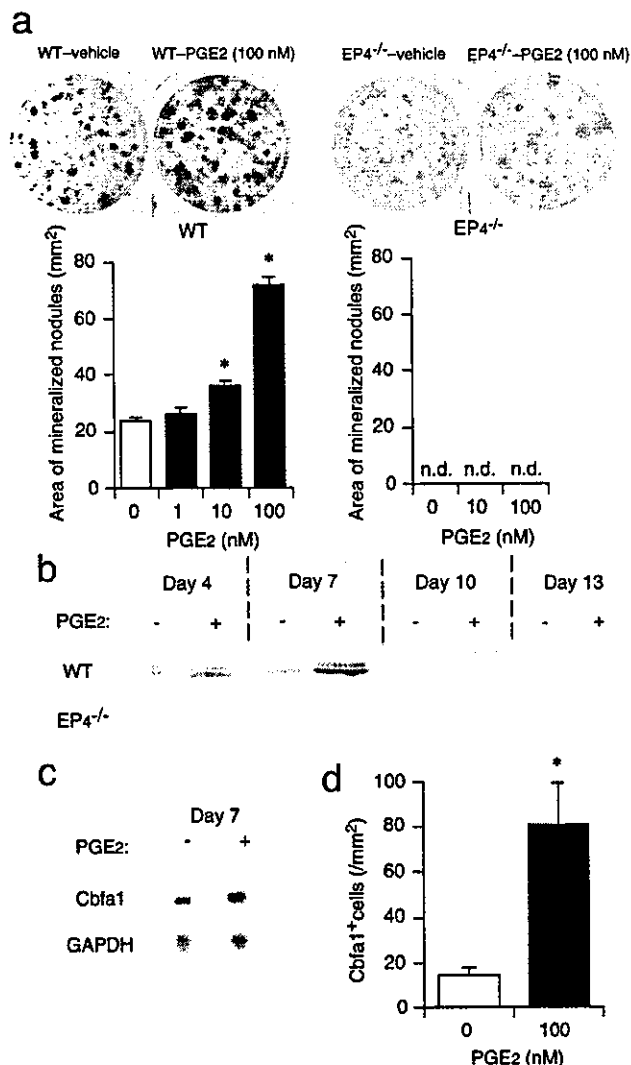 a
WT–vehicle WT–PGE2 (100 nM) EP4-/-–vehicle EP4-/-–PGE2 (100 nM)
WT
Area of mineralized nodules (mm2)
80
60
40
20
0
*
*
0 1 10 100
PGE2 (nM)
EP4-/-
Area of mineralized nodules (mm2)
80
60
40
20
0
n.d. n.d. n.d.
0 10 100
PGE2 (nM)
b
Day 4 Day 7 Day 10 Day 13
PGE2: - + - + - + - +
WT
EP4-/-
c
Day 7
PGE2: - +
Cbfa1
GAPDH
d
Cbfa1+cells (/mm2)
100
80
60
40
20
0
*
0 100
PGE2 (nM)